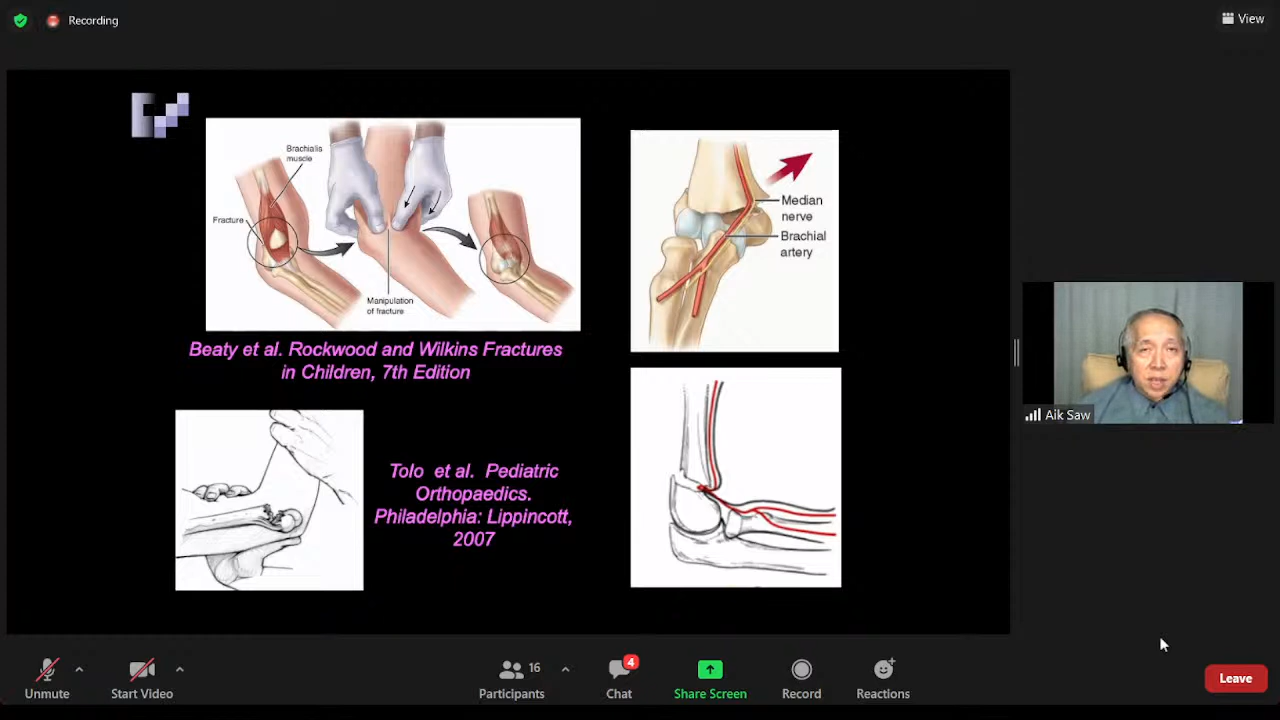 Recording
View
Brachialis
muscle
Fracture
Manipulation
of fracture
Median
nerve
Brachial
artery
Beaty et al. Rockwood and Wilkins Fractures
in Children, 7th Edition
Tolo et al. Pediatric
Orthopaedics.
Philadelphia: Lippincott,
2007
Aik Saw
Unmute
Start Video
16
Participants
4
Chat
Share Screen
Record
Reactions
Leave